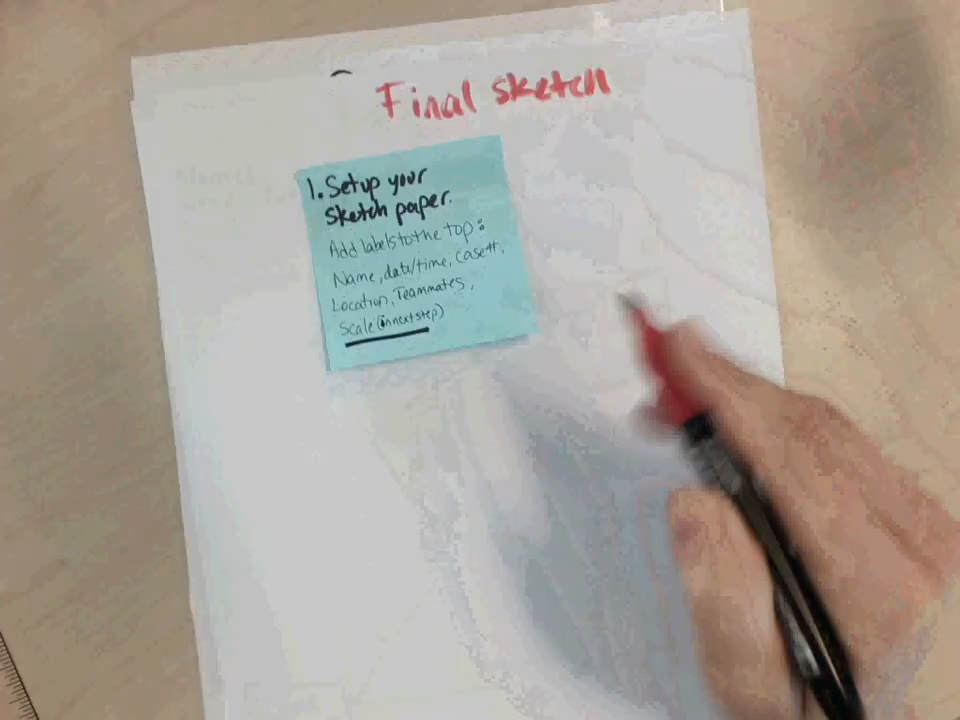 Final sketch
1. Setup your
sketch paper.
Add labels to the top:
Name, date/time, case#,
Location, Teammates,
Scale (in next step)